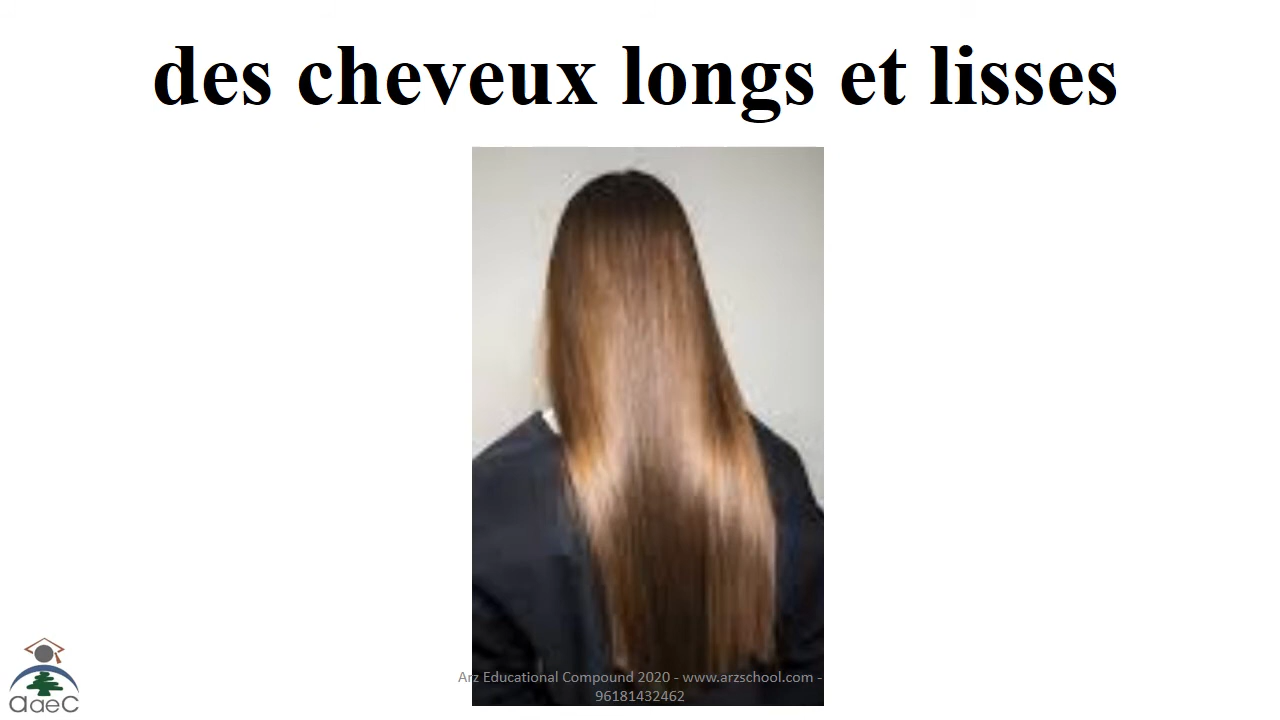 des cheveux longs et lisses
Arz Educational Compound 2020 - www.arzschool.com -
96181432462
aaec